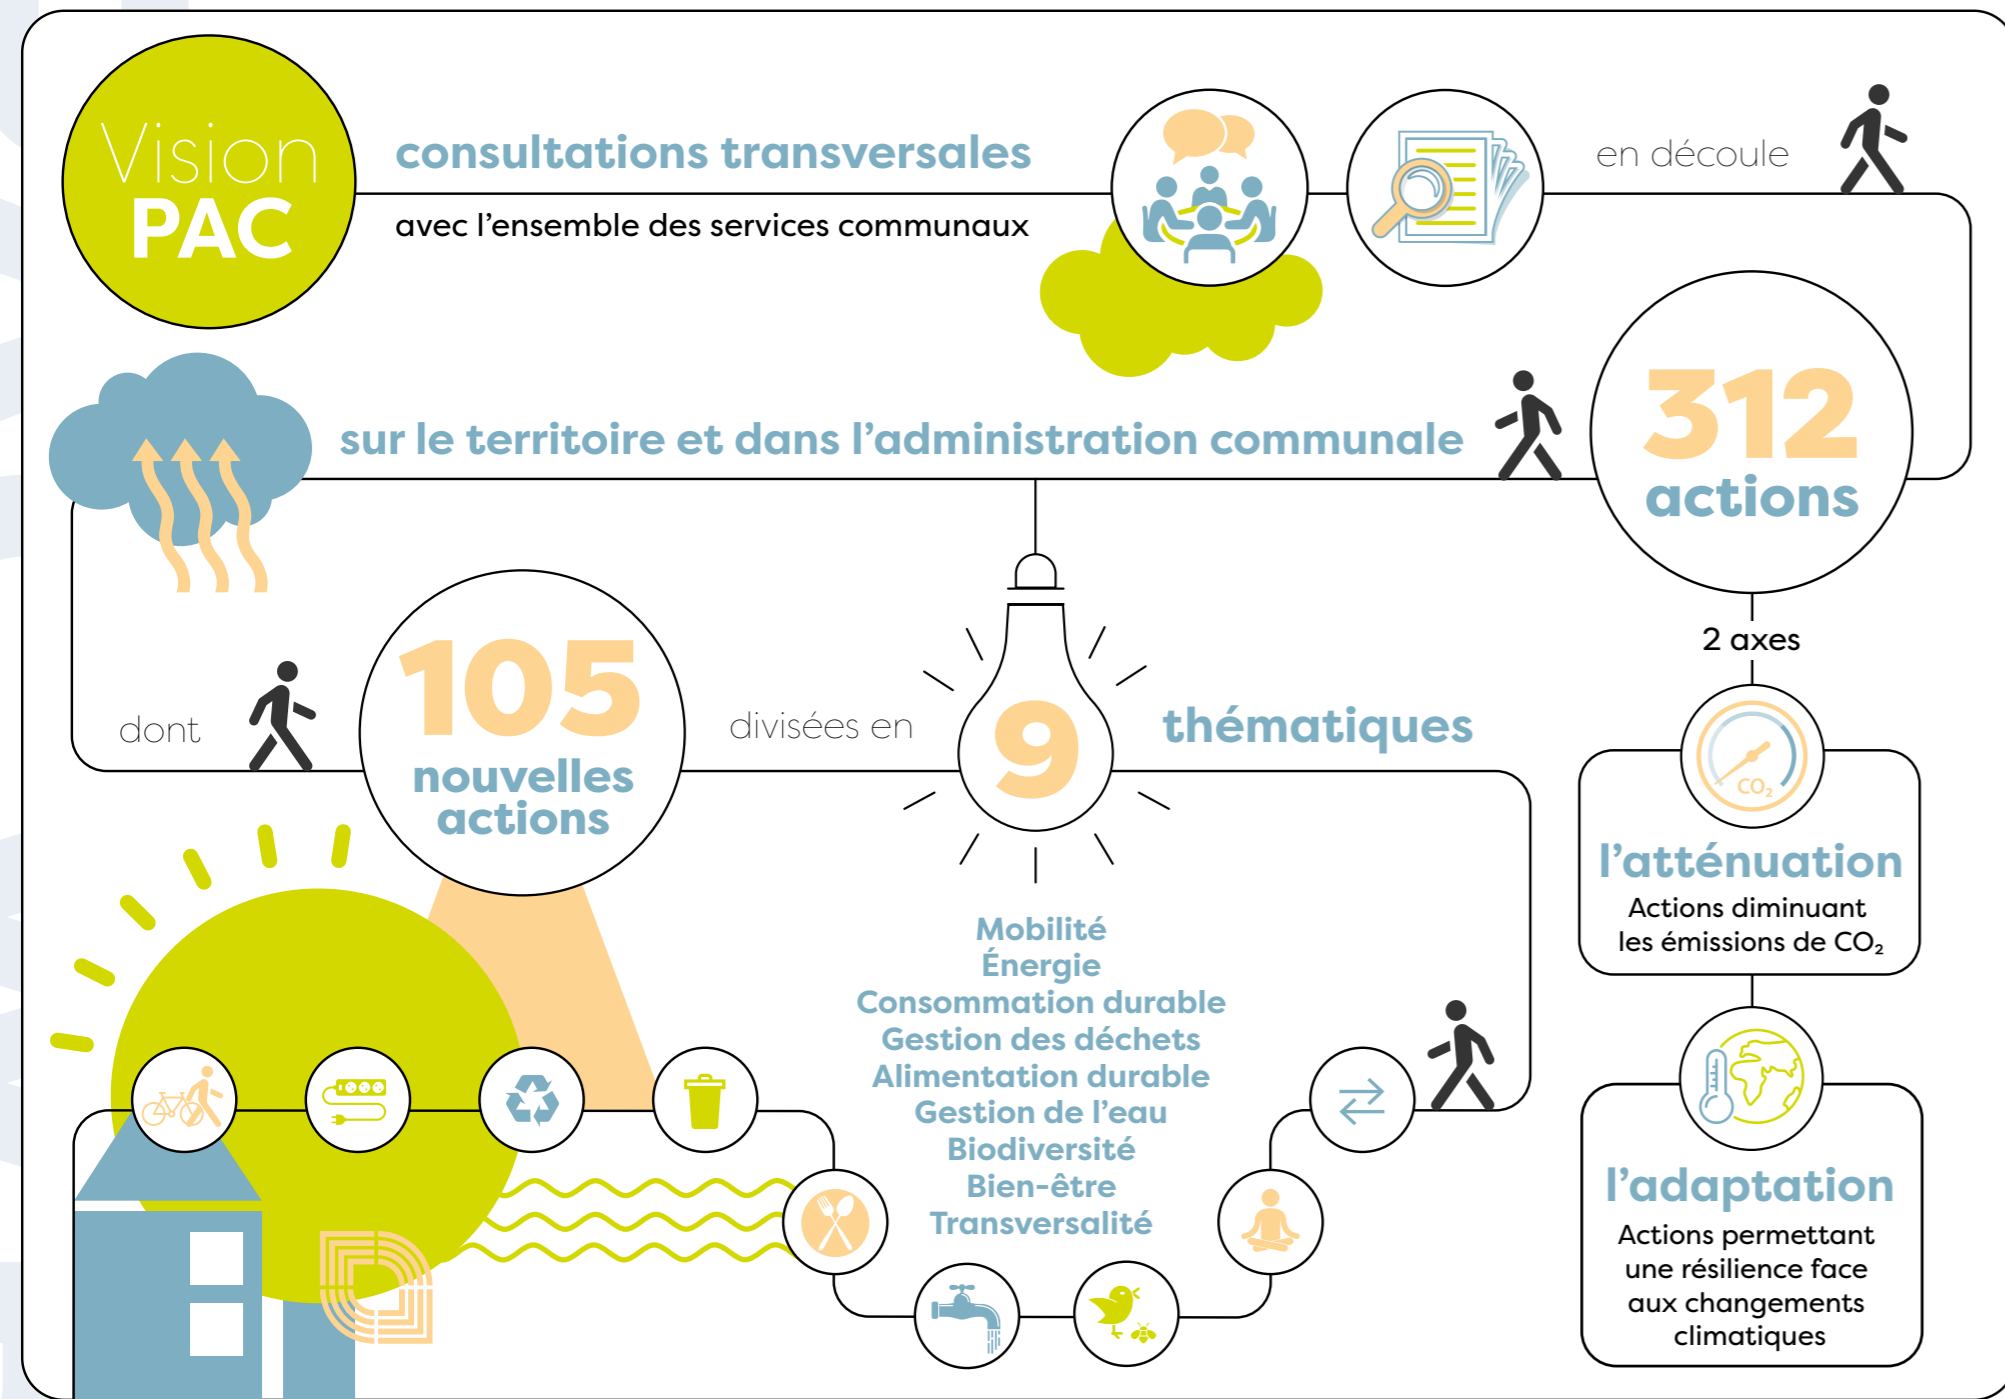 Vision
PAC
consultations transversales
avec l'ensemble des services communaux
en découle
312
actions
sur le territoire et dans l'administration communale
dont
105
nouvelles
actions
divisées en
9
thématiques
Mobilité
Énergie
Consommation durable
Gestion des déchets
Alimentation durable
Gestion de l'eau
Biodiversité
Bien-être
Transversalité
2 axes
CO₂
l'atténuation
Actions diminuant
les émissions de CO₂
l'adaptation
Actions permettant
une résilience face
aux changements
climatiques